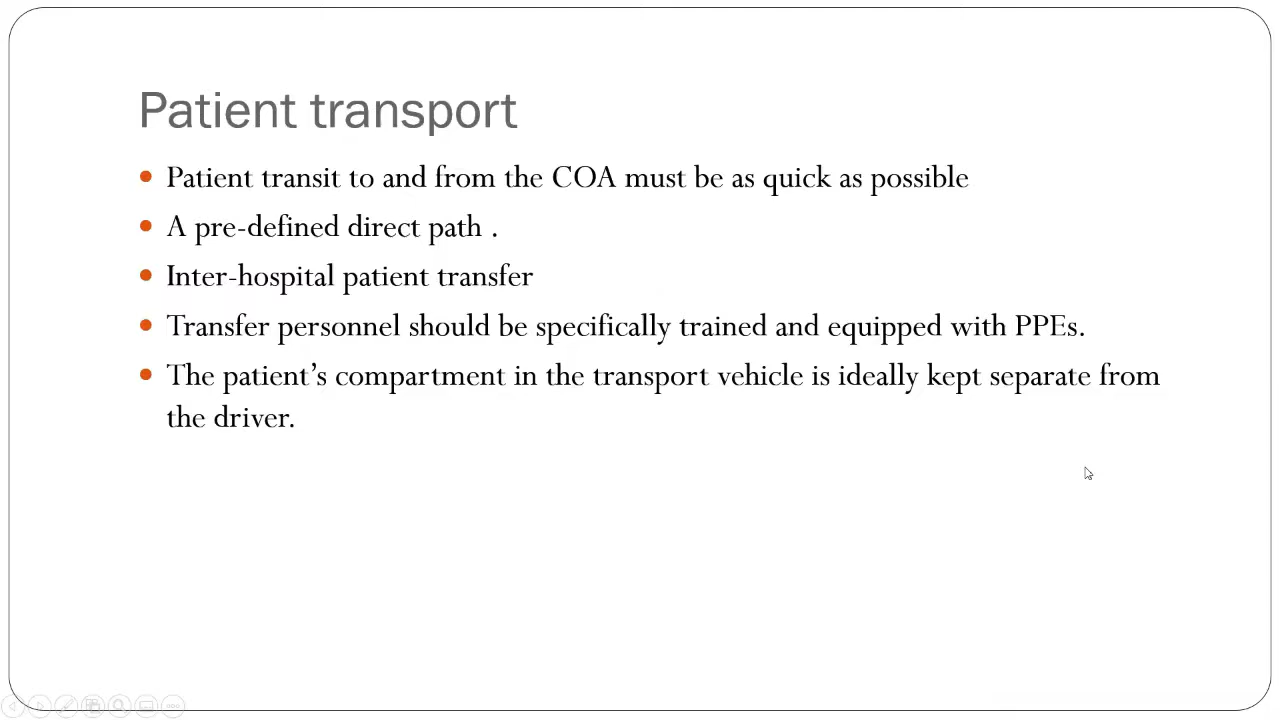 Patient transport
Patient transit to and from the COA must be as quick as possible
A pre-defined direct path .
Inter-hospital patient transfer
Transfer personnel should be specifically trained and equipped with PPEs.
The patient’s compartment in the transport vehicle is ideally kept separate from
the driver.